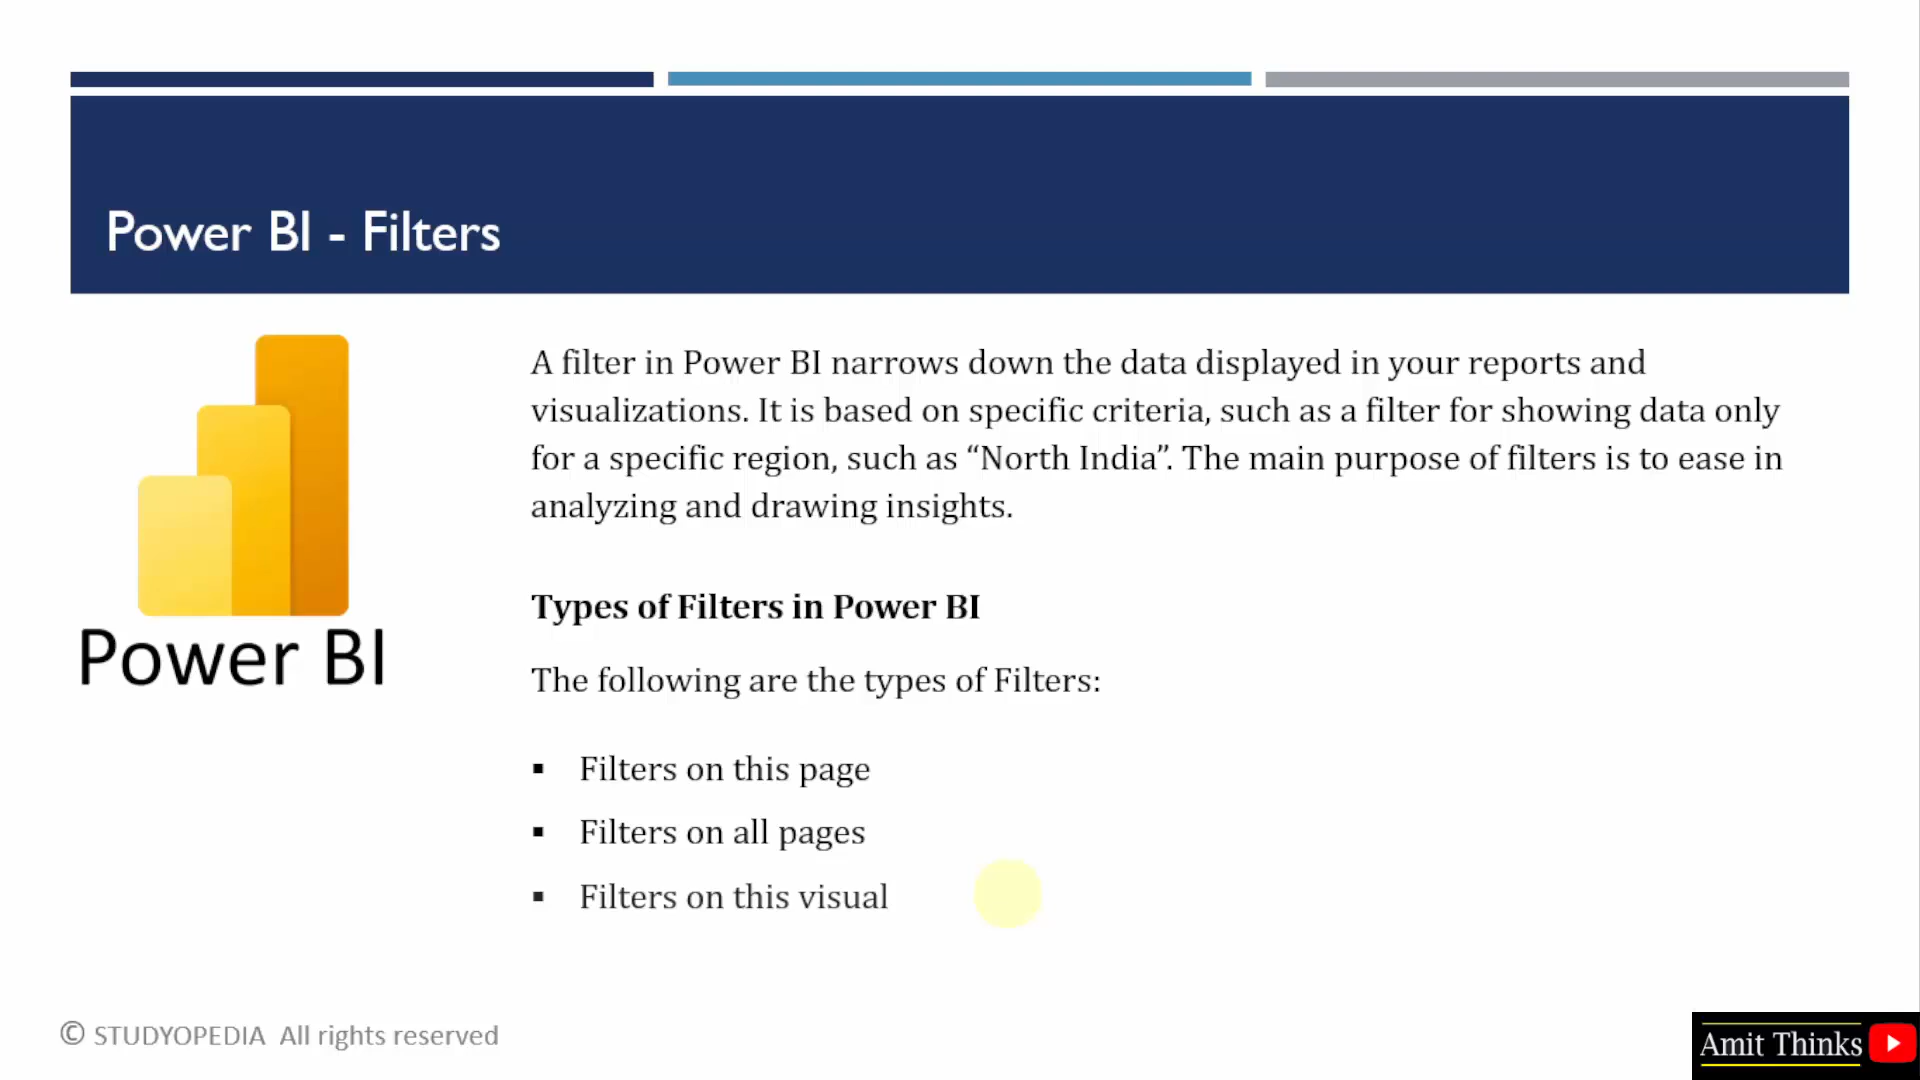 Power BI - Filters
A filter in Power BI narrows down the data displayed in your reports and
visualizations. It is based on specific criteria, such as a filter for showing data only
for a specific region, such as “North India”. The main purpose of filters is to ease in
analyzing and drawing insights.
Power BI
Types of Filters in Power BI
The following are the types of Filters:
▪ Filters on this page
▪ Filters on all pages
▪ Filters on this visual
© STUDYOPEDIA All rights reserved
Amit Thinks